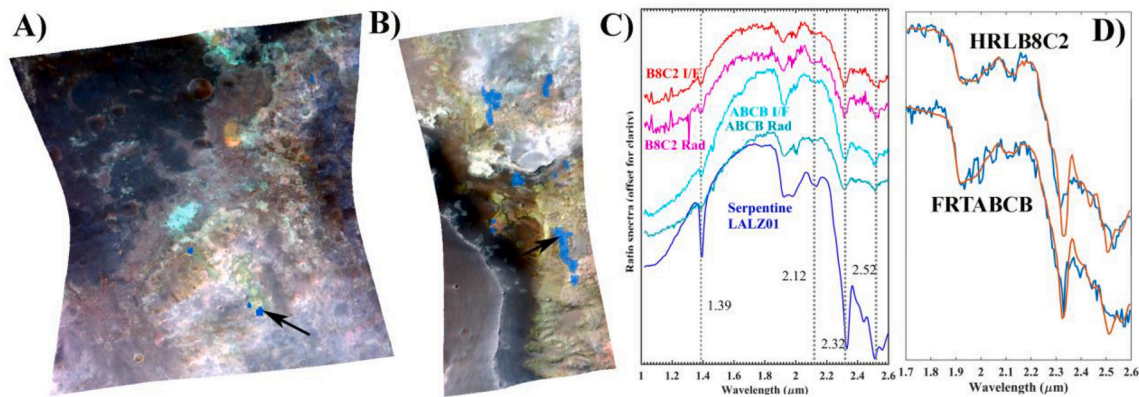 A)
B)
C)
D)
B8C2 I/F
ABCB I/F
ABCB Rad
B8C2 Rad
Serpentine
LALZ01
1.39
2.12
2.32
2.52
Ratio spectra (offset for clarity)
1 1.2 1.4 1.6 1.8 2 2.2 2.4 2.6
Wavelength (μm)
HRLB8C2
FRTABCB
1.7 1.8 1.9 2 2.1 2.2 2.3 2.4 2.5 2.6
Wavelength (μm)